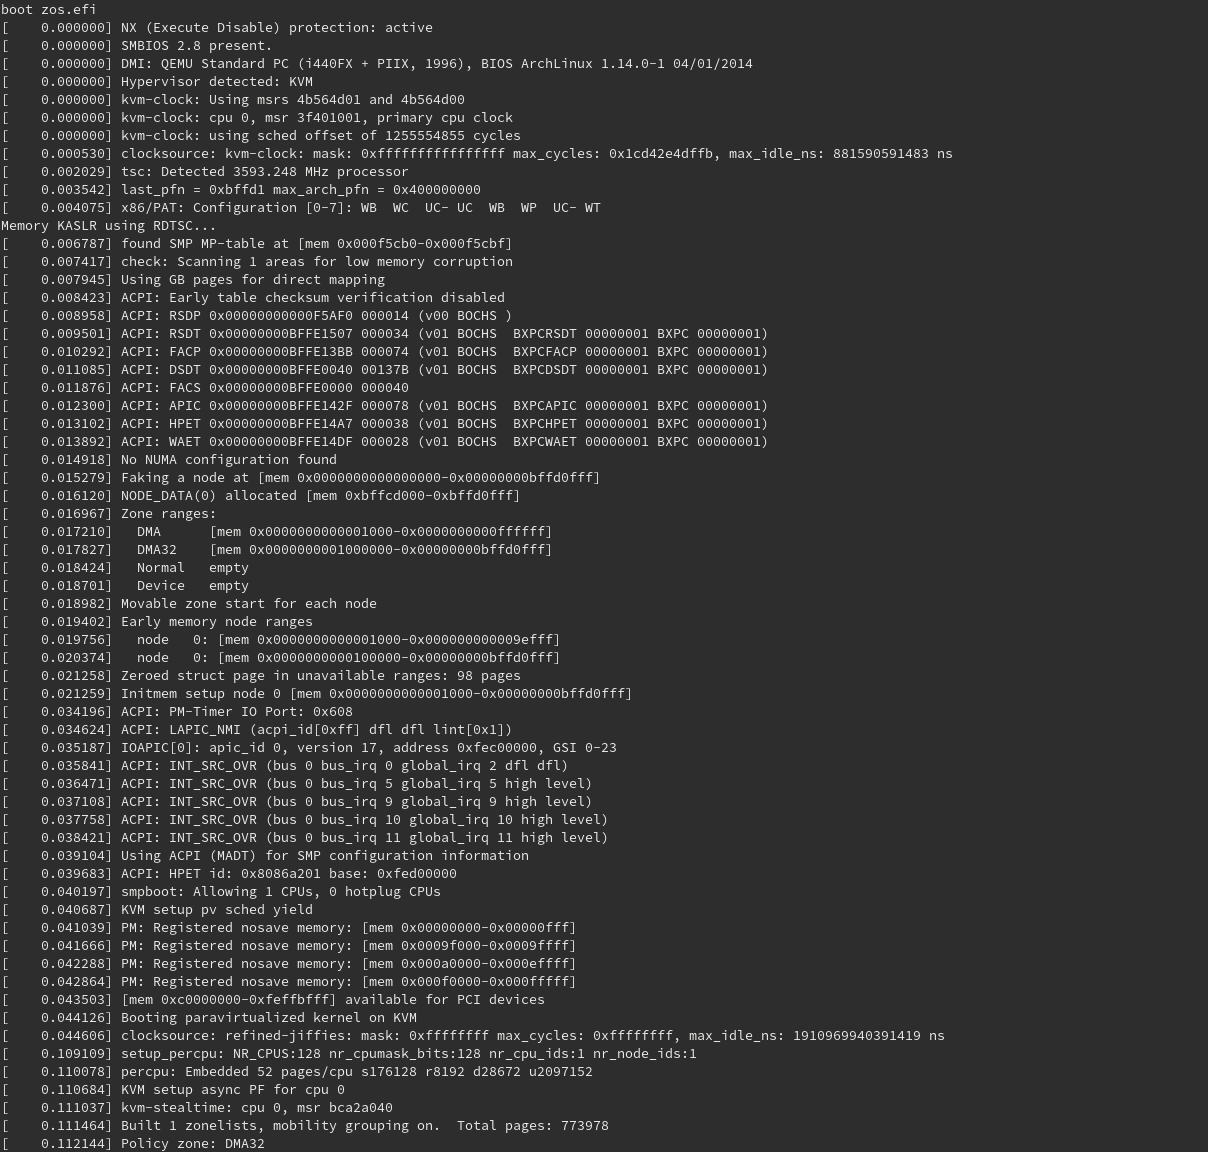 boot zos.efi
[    0.000000] NX (Execute Disable) protection: active
[    0.000000] SMBIOS 2.8 present.
[    0.000000] DMI: QEMU Standard PC (i440FX + PIIX, 1996), BIOS ArchLinux 1.14.0-1 04/01/2014
[    0.000000] Hypervisor detected: KVM
[    0.000000] kvm-clock: Using msrs 4b564d01 and 4b564d00
[    0.000000] kvm-clock: cpu 0, msr 3f401001, primary cpu clock
[    0.000000] kvm-clock: using sched offset of 1255554855 cycles
[    0.000530] clocksource: kvm-clock: mask: 0xffffffffffffffff max_cycles: 0x1cd42e4dffb, max_idle_ns: 881590591483 ns
[    0.002029] tsc: Detected 3593.248 MHz processor
[    0.003542] last_pfn = 0xbffd1 max_arch_pfn = 0x400000000
[    0.004075] x86/PAT: Configuration [0-7]: WB  WC  UC- UC  WB  WP  UC- WT
Memory KASLR using RDTSC...
[    0.006787] found SMP MP-table at [mem 0x000f5cb0-0x000f5cbf]
[    0.007417] check: Scanning 1 areas for low memory corruption
[    0.007945] Using GB pages for direct mapping
[    0.008423] ACPI: Early table checksum verification disabled
[    0.008958] ACPI: RSDP 0x00000000000F5AF0 000014 (v00 BOCHS )
[    0.009501] ACPI: RSDT 0x00000000BFFE1507 000034 (v01 BOCHS  BXPCRSDT 00000001 BXPC 00000001)
[    0.010292] ACPI: FACP 0x00000000BFFE13BB 000074 (v01 BOCHS  BXPCFACP 00000001 BXPC 00000001)
[    0.011085] ACPI: DSDT 0x00000000BFFE0040 00137B (v01 BOCHS  BXPCDSDT 00000001 BXPC 00000001)
[    0.011876] ACPI: FACS 0x00000000BFFE0000 000040
[    0.012300] ACPI: APIC 0x00000000BFFE142F 000078 (v01 BOCHS  BXPCAPIC 00000001 BXPC 00000001)
[    0.013102] ACPI: HPET 0x00000000BFFE14A7 000038 (v01 BOCHS  BXPCHPET 00000001 BXPC 00000001)
[    0.013892] ACPI: WAET 0x00000000BFFE14DF 000028 (v01 BOCHS  BXPCWAET 00000001 BXPC 00000001)
[    0.014918] No NUMA configuration found
[    0.015279] Faking a node at [mem 0x0000000000000000-0x00000000bffd0fff]
[    0.016120] NODE_DATA(0) allocated [mem 0xbffcd000-0xbffd0fff]
[    0.016967] Zone ranges:
[    0.017210]   DMA      [mem 0x0000000000001000-0x0000000000ffffff]
[    0.017827]   DMA32    [mem 0x0000000001000000-0x00000000bffd0fff]
[    0.018424]   Normal   empty
[    0.018701]   Device   empty
[    0.018982] Movable zone start for each node
[    0.019402] Early memory node ranges
[    0.019756]   node   0: [mem 0x0000000000001000-0x000000000009efff]
[    0.020374]   node   0: [mem 0x0000000000100000-0x00000000bffd0fff]
[    0.021258] Zeroed struct page in unavailable ranges: 98 pages
[    0.021259] Initmem setup node 0 [mem 0x0000000000001000-0x00000000bffd0fff]
[    0.034196] ACPI: PM-Timer IO Port: 0x608
[    0.034624] ACPI: LAPIC_NMI (acpi_id[0xff] dfl dfl lint[0x1])
[    0.035187] IOAPIC[0]: apic_id 0, version 17, address 0xfec00000, GSI 0-23
[    0.035841] ACPI: INT_SRC_OVR (bus 0 bus_irq 0 global_irq 2 dfl dfl)
[    0.036471] ACPI: INT_SRC_OVR (bus 0 bus_irq 5 global_irq 5 high level)
[    0.037108] ACPI: INT_SRC_OVR (bus 0 bus_irq 9 global_irq 9 high level)
[    0.037758] ACPI: INT_SRC_OVR (bus 0 bus_irq 10 global_irq 10 high level)
[    0.038421] ACPI: INT_SRC_OVR (bus 0 bus_irq 11 global_irq 11 high level)
[    0.039104] Using ACPI (MADT) for SMP configuration information
[    0.039683] ACPI: HPET id: 0x8086a201 base: 0xfed00000
[    0.040197] smpboot: Allowing 1 CPUs, 0 hotplug CPUs
[    0.040687] KVM setup pv sched yield
[    0.041039] PM: Registered nosave memory: [mem 0x00000000-0x00000fff]
[    0.041666] PM: Registered nosave memory: [mem 0x0009f000-0x0009ffff]
[    0.042288] PM: Registered nosave memory: [mem 0x000a0000-0x000effff]
[    0.042864] PM: Registered nosave memory: [mem 0x000f0000-0x000fffff]
[    0.043503] [mem 0xc0000000-0xfeffbfff] available for PCI devices
[    0.044126] Booting paravirtualized kernel on KVM
[    0.044606] clocksource: refined-jiffies: mask: 0xffffffff max_cycles: 0xffffffff, max_idle_ns: 1910969940391419 ns
[    0.109109] setup_percpu: NR_CPUS:128 nr_cpumask_bits:128 nr_cpu_ids:1 nr_node_ids:1
[    0.110078] percpu: Embedded 52 pages/cpu s176128 r8192 d28672 u2097152
[    0.110684] KVM setup async PF for cpu 0
[    0.111037] kvm-stealtime: cpu 0, msr bca2a040
[    0.111464] Built 1 zonelists, mobility grouping on.  Total pages: 773978
[    0.112144] Policy zone: DMA32